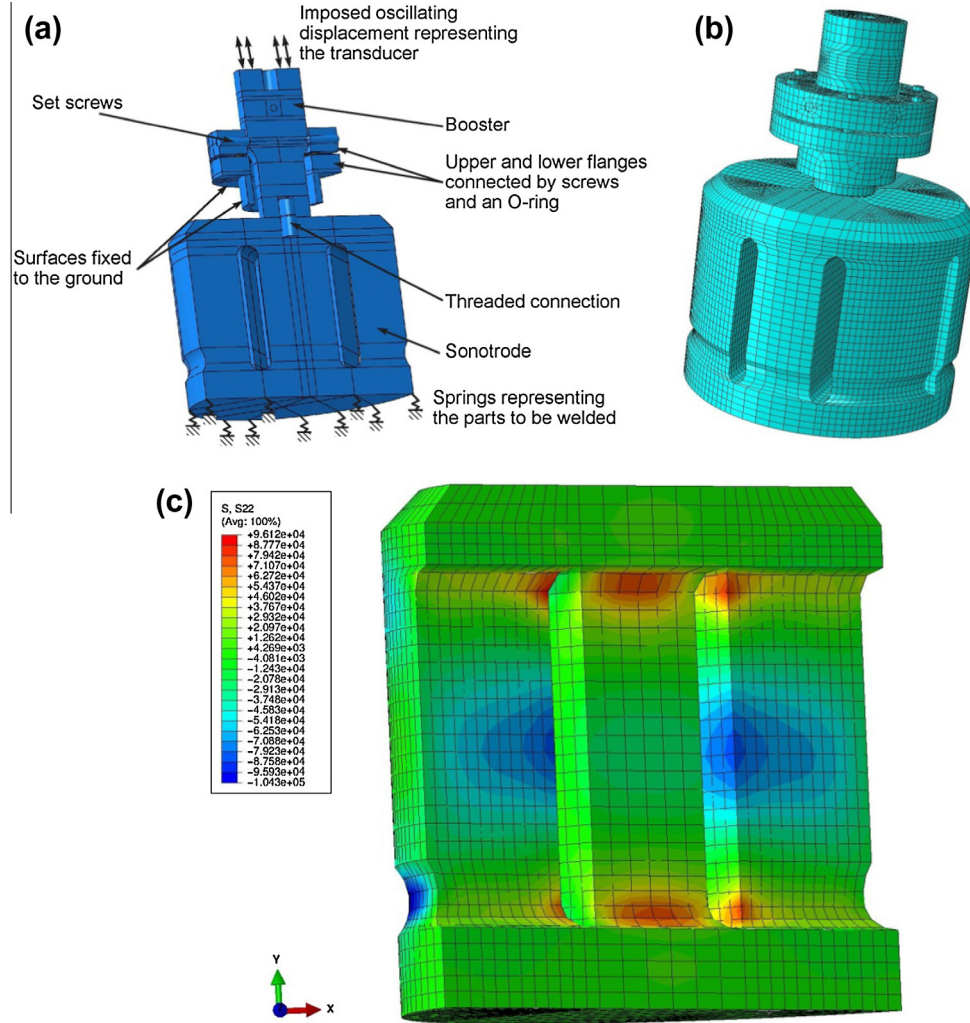 (a)
Imposed oscillating
displacement representing
the transducer
Set screws
Booster
Upper and lower flanges
connected by screws
and an O-ring
Surfaces fixed
to the ground
Threaded connection
Sonotrode
Springs representing
the parts to be welded
(b)
(c)
S, S22
(Avg: 100%)
+9.612e+04
+8.777e+04
+7.942e+04
+7.107e+04
+6.272e+04
+5.437e+04
+4.602e+04
+3.767e+04
+2.932e+04
+2.097e+04
+1.262e+04
+4.269e+03
-4.081e+03
-1.243e+04
-2.078e+04
-2.913e+04
-3.748e+04
-4.583e+04
-5.418e+04
-6.253e+04
-7.088e+04
-7.923e+04
-8.758e+04
-9.593e+04
-1.043e+05
Y
X